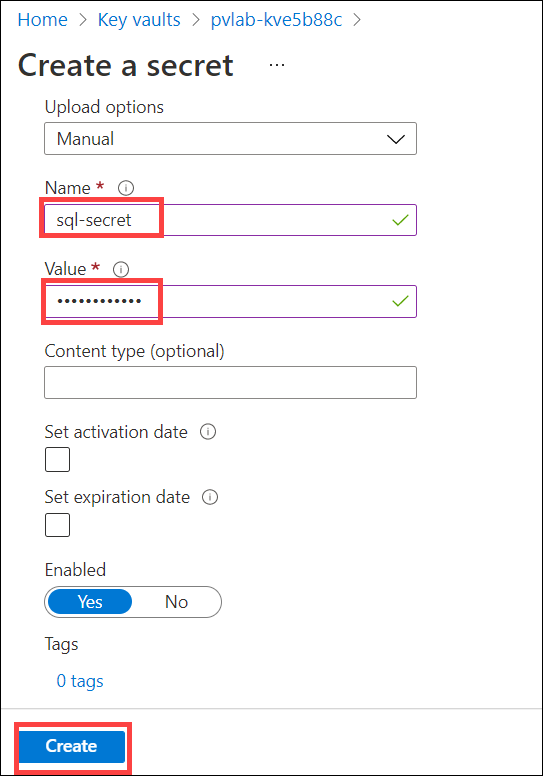 Home > Key vaults > pvlab-kve5b88c >
Create a secret ...
Upload options
Manual
Name *
sql-secret
Value *
••••••••••••
Content type (optional)
Set activation date
Set expiration date
Enabled
Yes No
Tags
0 tags
Create